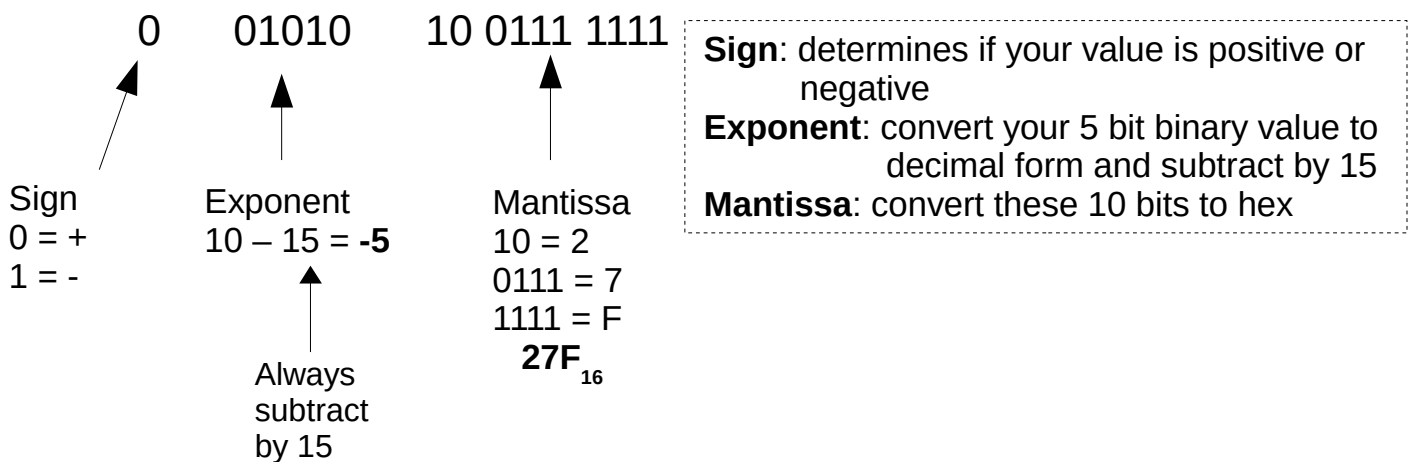 0 01010 10 0111 1111
Sign: determines if your value is positive or
negative
Exponent: convert your 5 bit binary value to
decimal form and subtract by 15
Mantissa: convert these 10 bits to hex
Sign
0 = +
1 = -
Exponent
10 – 15 = -5
Always
subtract
by 15
Mantissa
10 = 2
0111 = 7
1111 = F
27F16